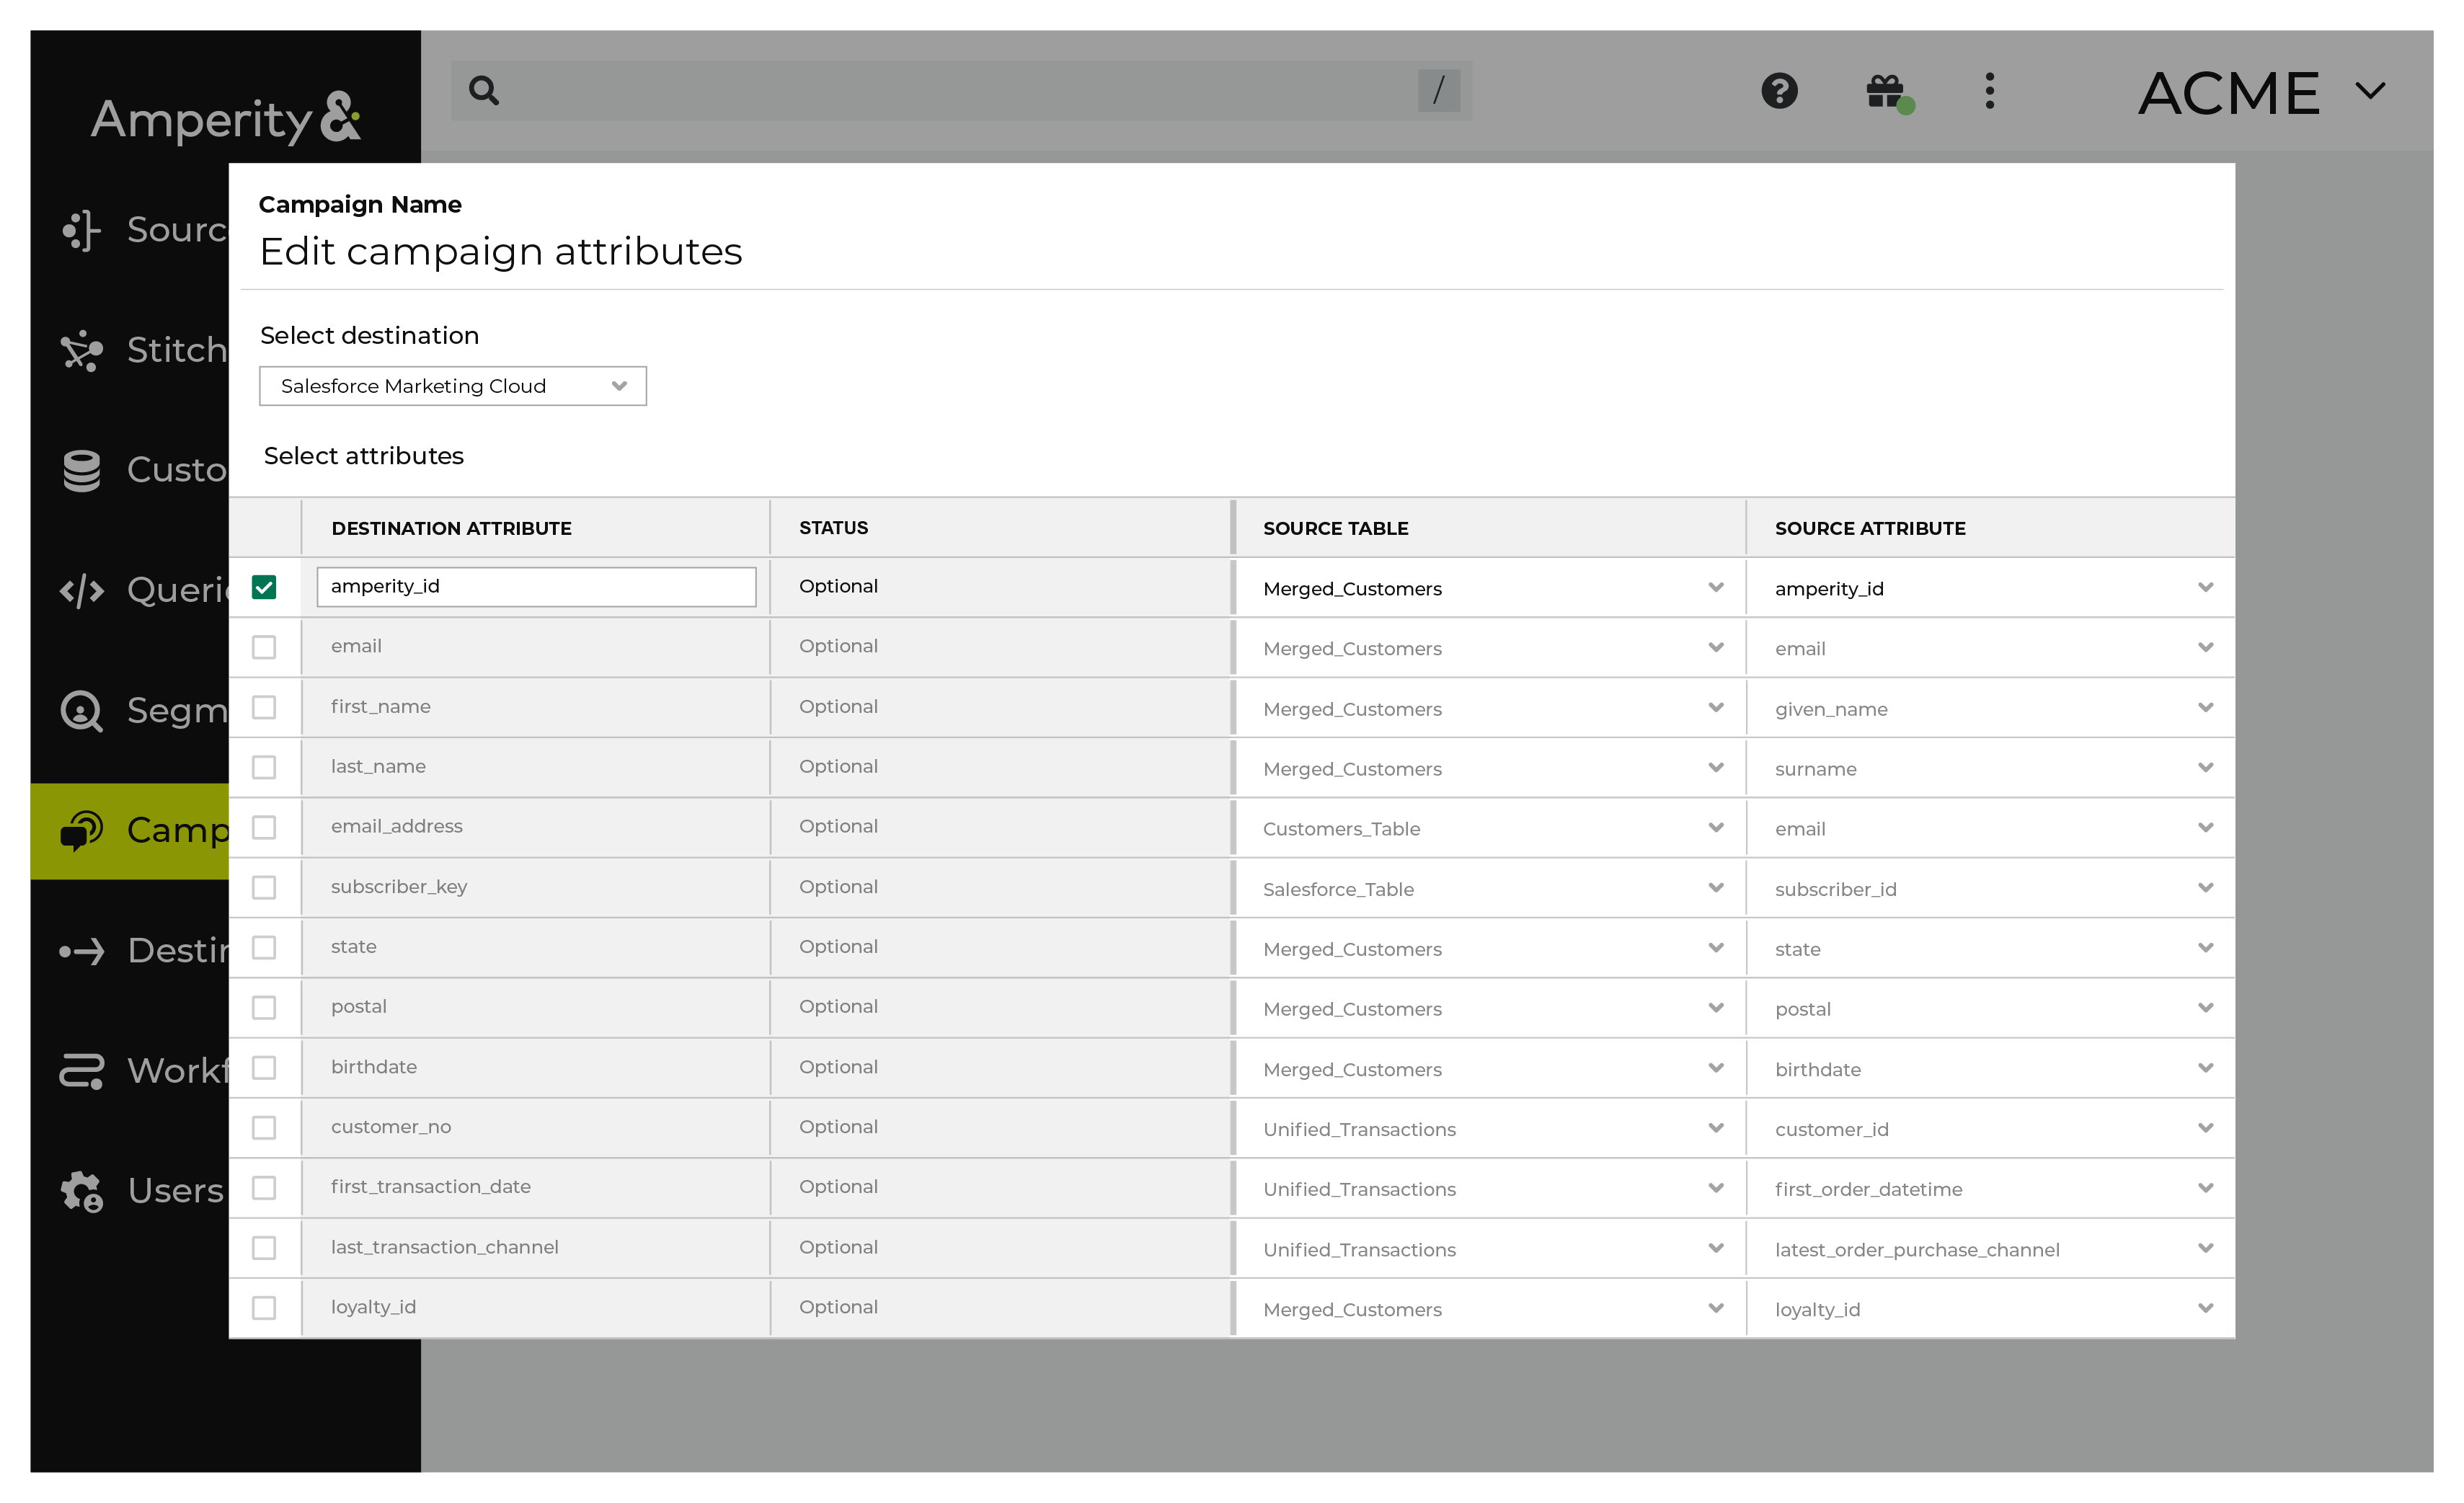 Amperity
/
ACME
Sourc
Stitch
Custo
Queri
Segm
Camp
Destin
Workf
Users
Campaign Name
Edit campaign attributes
Select destination
Salesforce Marketing Cloud
Select attributes
DESTINATION ATTRIBUTE STATUS SOURCE TABLE SOURCE ATTRIBUTE
amperity_id Optional Merged_Customers amperity_id
email Optional Merged_Customers email
first_name Optional Merged_Customers given_name
last_name Optional Merged_Customers surname
email_address Optional Customers_Table email
subscriber_key Optional Salesforce_Table subscriber_id
state Optional Merged_Customers state
postal Optional Merged_Customers postal
birthdate Optional Merged_Customers birthdate
customer_no Optional Unified_Transactions customer_id
first_transaction_date Optional Unified_Transactions first_order_datetime
last_transaction_channel Optional Unified_Transactions latest_order_purchase_channel
loyalty_id Optional Merged_Customers loyalty_id